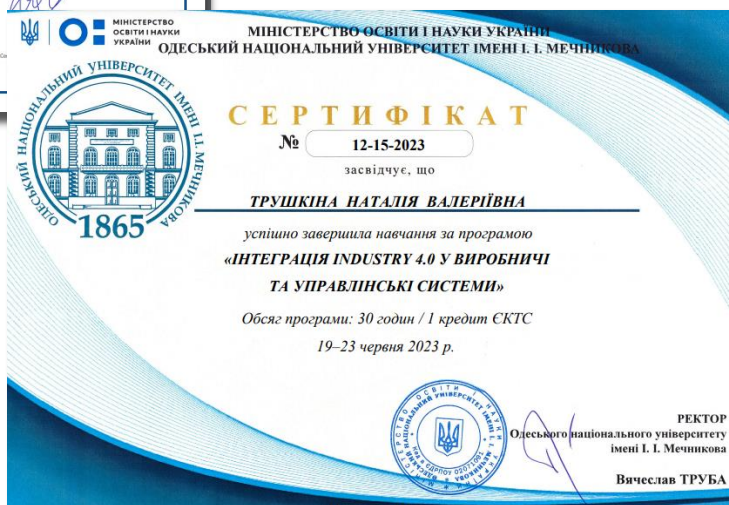 МІНІСТЕРСТВО
ОСВІТИ І НАУКИ
УКРАЇНИ
МІНІСТЕРСТВО ОСВІТИ І НАУКИ УКРАЇНИ
ОДЕСЬКИЙ НАЦІОНАЛЬНИЙ УНІВЕРСИТЕТ ІМЕНІ І. І. МЕЧНИКОВА
ОДЕСЬКИЙ НАЦІОНАЛЬНИЙ УНІВЕРСИТЕТ ІМЕНІ І.І. МЕЧНИКОВА
1865
СЕРТИФІКАТ
№ 12-15-2023
засвідчує, що
ТРУШКІНА НАТАЛІЯ ВАЛЕРІЇВНА
успішно завершила навчання за програмою
«ІНТЕГРАЦІЯ INDUSTRY 4.0 У ВИРОБНИЧІ
ТА УПРАВЛІНСЬКІ СИСТЕМИ»
Обсяг програми: 30 годин / 1 кредит ЄКТС
19–23 червня 2023 р.
РЕКТОР
Одеського національного університету
імені І. І. Мечникова
Вячеслав ТРУБА